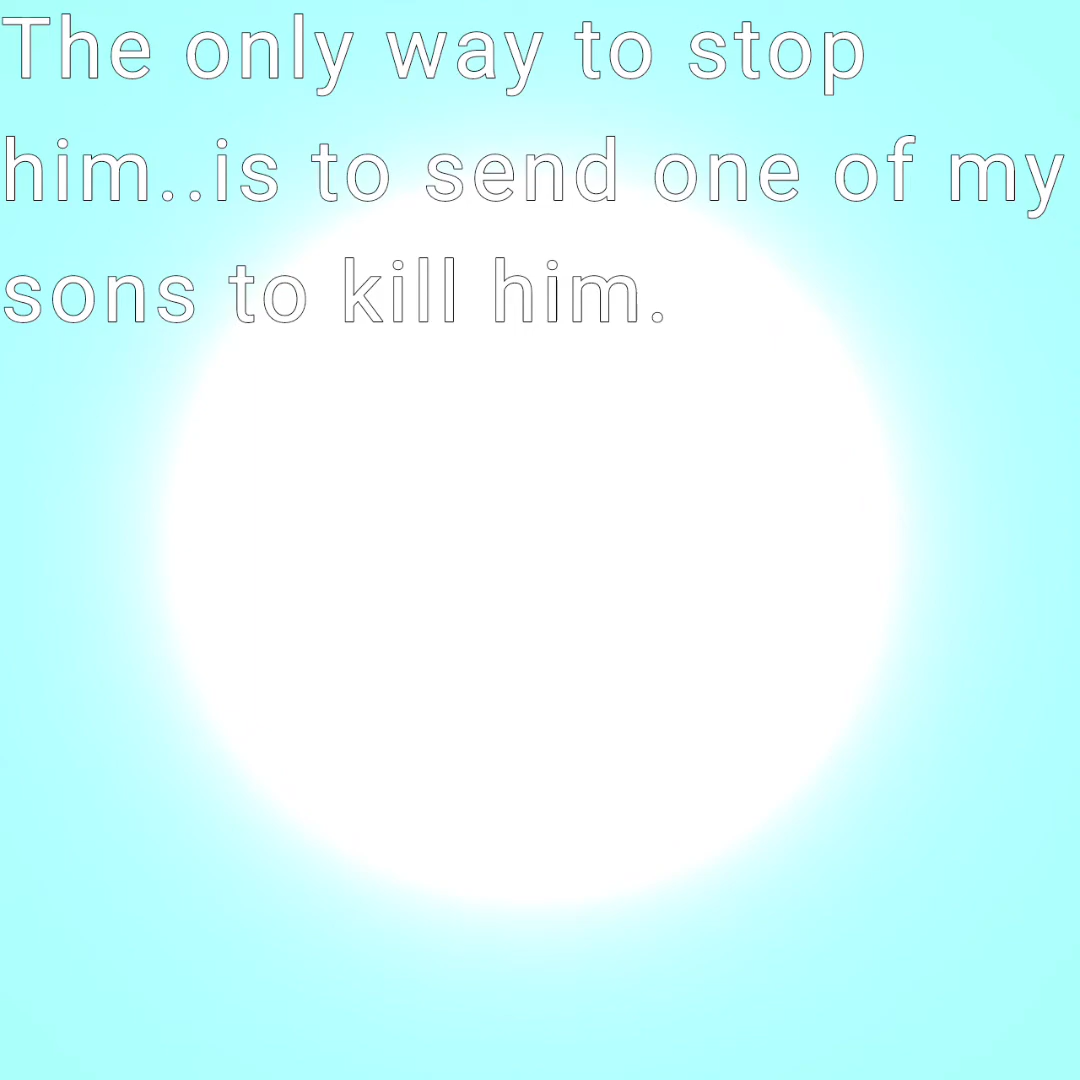 The only way to stop
him..is to send one of my
sons to kill him.